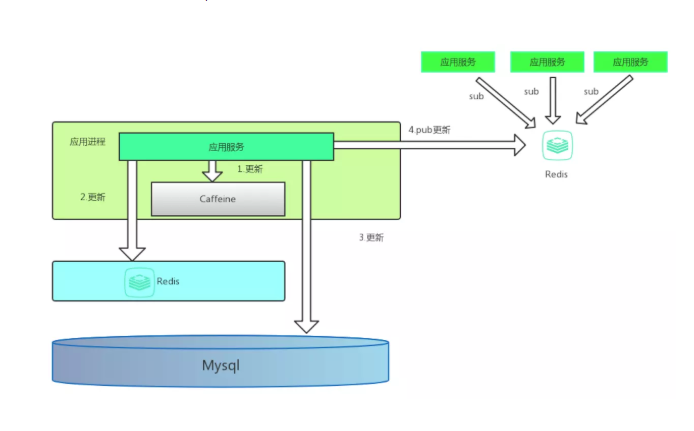 应用服务
应用服务
应用服务
sub
sub
sub
4.pub更新
应用进程
应用服务
1.更新
Redis
2.更新
Caffeine
3.更新
Redis
Mysql